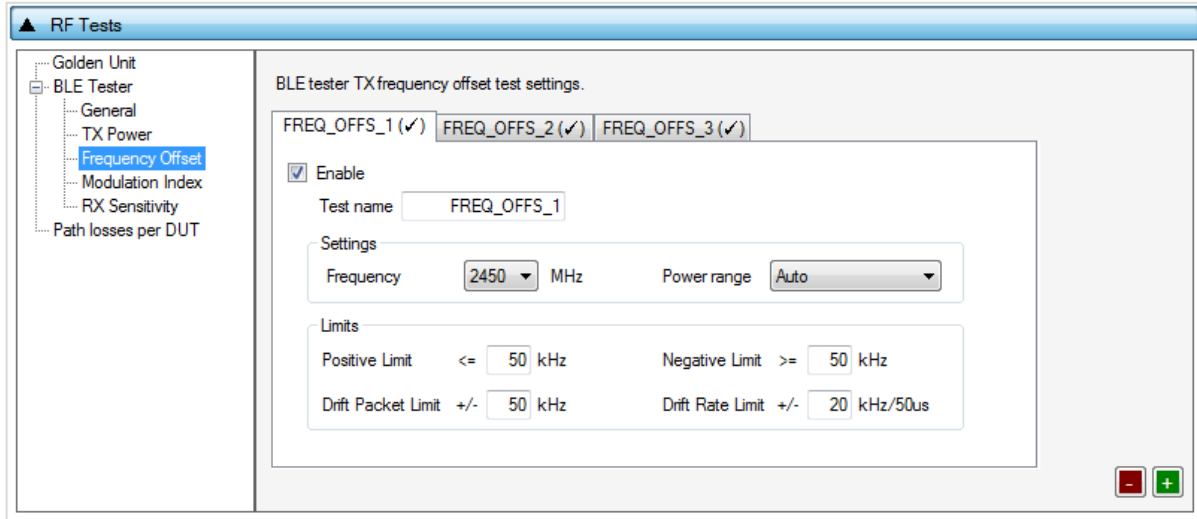 ▲ RF Tests
Golden Unit
BLE Tester
General
TX Power
Frequency Offset
Modulation Index
RX Sensitivity
Path losses per DUT
BLE tester TX frequency offset test settings.
FREQ_OFFS_1 (✓) FREQ_OFFS_2 (✓) FREQ_OFFS_3 (✓)
Enable
Test name FREQ_OFFS_1
Settings
Frequency 2450 MHz Power range Auto
Limits
Positive Limit <= 50 kHz Negative Limit >= 50 kHz
Drift Packet Limit +/- 50 kHz Drift Rate Limit +/- 20 kHz/50us
- +